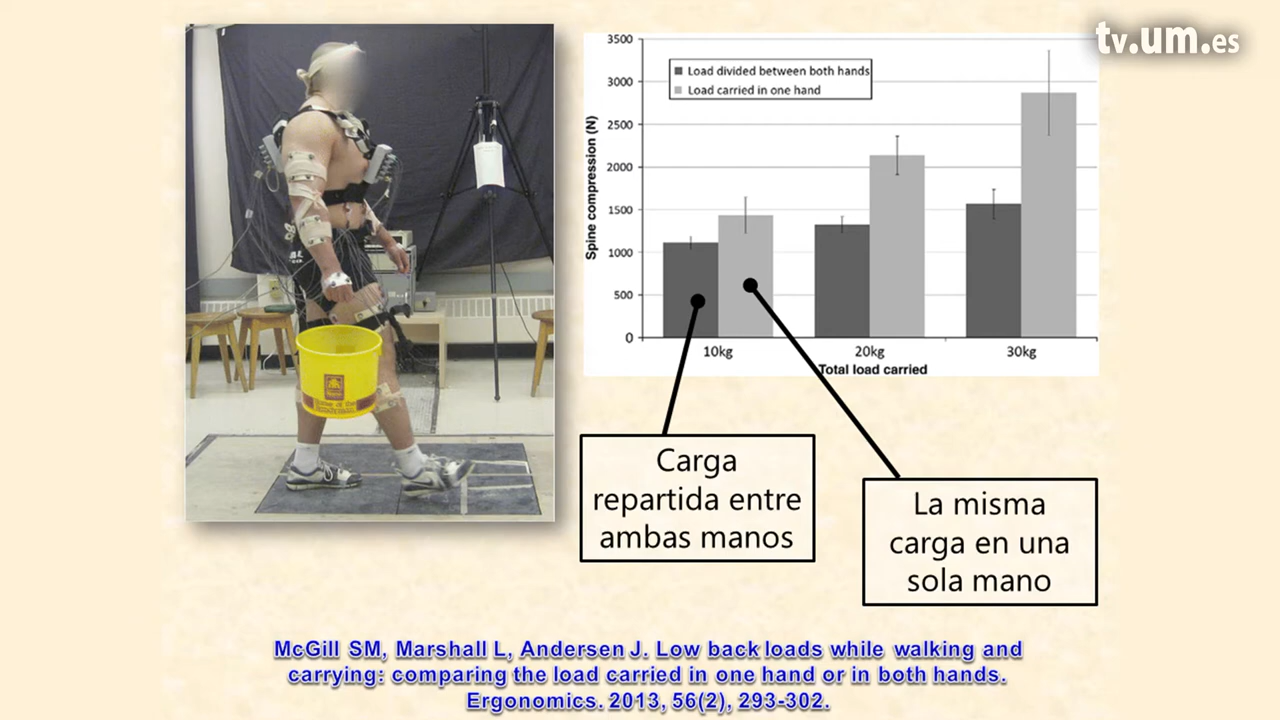 tv.um.es
3500
3000
2500
2000
1500
1000
500
0
Spine compression (N)
Load divided between both hands
Load carried in one hand
10kg
20kg
30kg
Total load carried
Carga
repartida entre
ambas manos
La misma
carga en una
sola mano
McGill SM, Marshall L, Andersen J. Low back loads while walking and
carrying: comparing the load carried in one hand or in both hands.
Ergonomics. 2013, 56(2), 293-302.